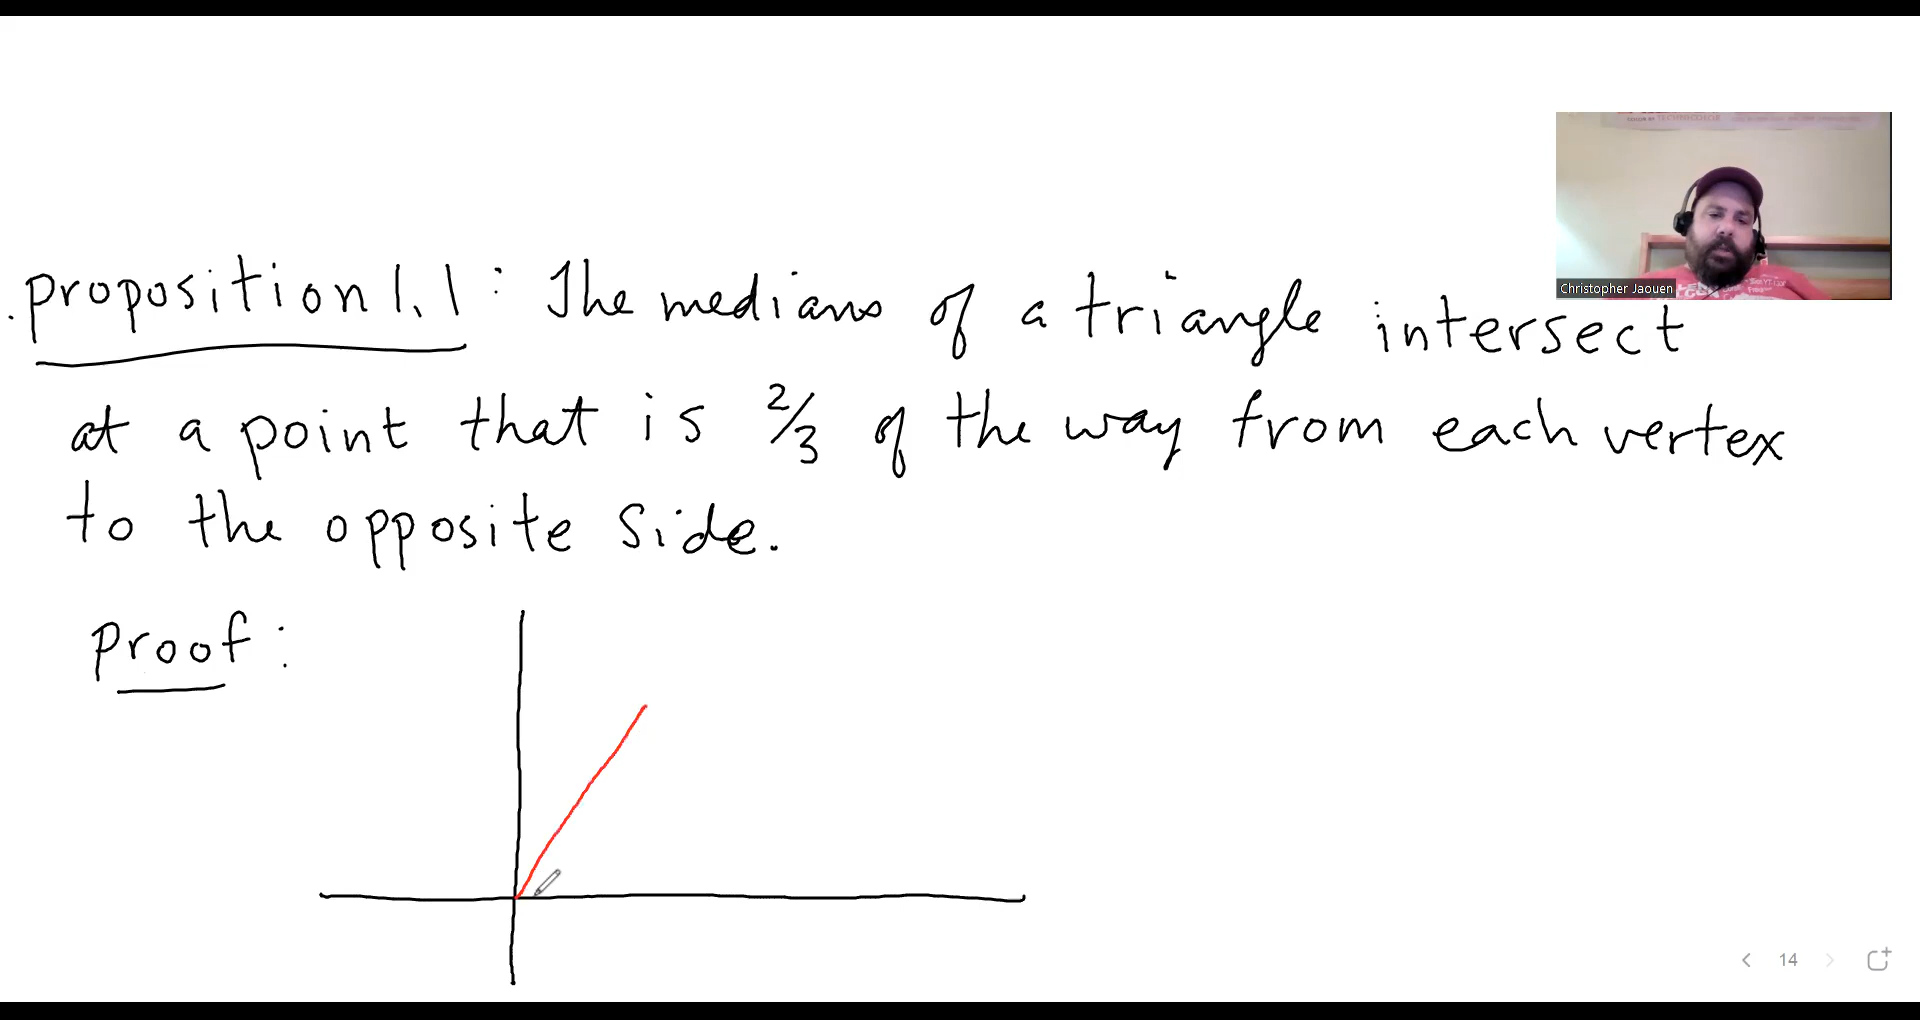 Proposition 1.1: The medians of a triangle intersect
at a point that is 2/3 of the way from each vertex
to the opposite side.
Proof:
Christopher Jaouen
14